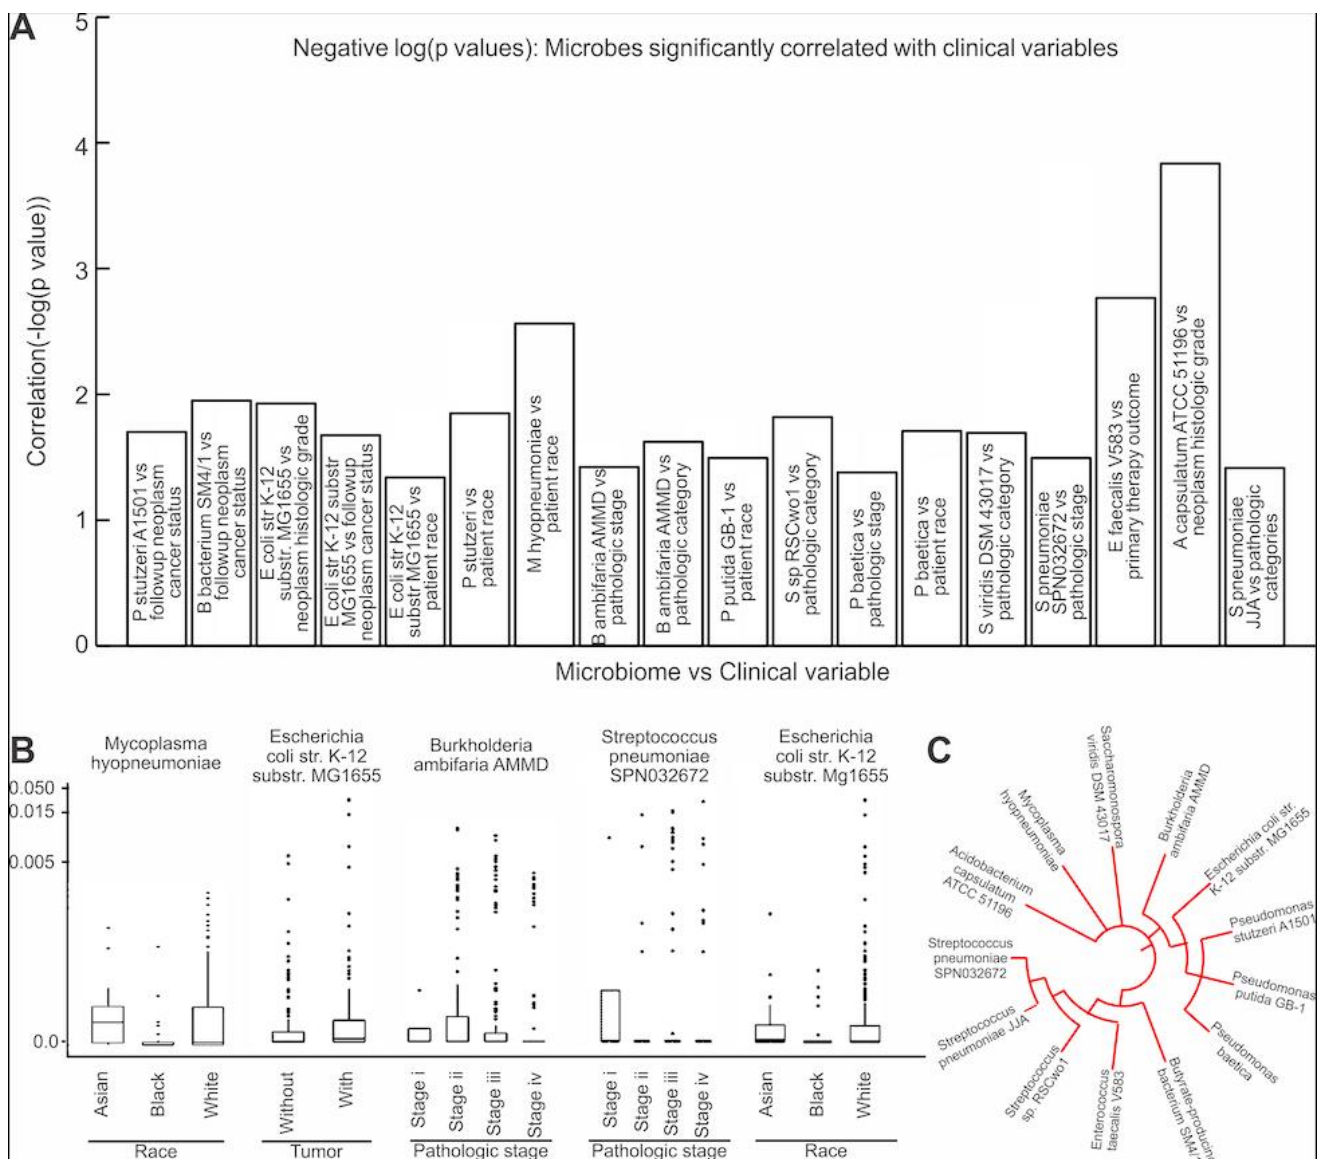 A
Negative log(p values): Microbes significantly correlated with clinical variables
Correlation(-log(p value))
5
4
3
2
1
0
P stutzeri A1501 vs
followup neoplasm
cancer status
B bacterium SM4/1 vs
followup neoplasm
cancer status
E coli str K-12
substr. MG1655 vs
neoplasm histologic grade
E coli str K-12 substr
MG1655 vs followup
neoplasm cancer status
E coli str K-12
substr MG1655 vs
patient race
P stutzeri vs
patient race
M hyopneumoniae vs
patient race
B ambifaria AMMD vs
pathologic stage
B ambifaria AMMD vs
pathologic category
P putida GB-1 vs
patient race
S sp RSCwo1 vs
pathologic category
P baetica vs
pathologic stage
P baetica vs
patient race
S viridis DSM 43017 vs
pathologic category
S pneumoniae
SPN032672 vs
pathologic stage
E faecalis V583 vs
primary therapy outcome
A capsulatum ATCC 51196 vs
neoplasm histologic grade
S pneumoniae
JJA vs pathologic
categories
Microbiome vs Clinical variable
B
Mycoplasma
hyopneumoniae
Escherichia
coli str. K-12
substr. MG1655
Burkholderia
ambifaria AMMD
Streptococcus
pneumoniae
SPN032672
Escherichia
coli str. K-12
substr. Mg1655
0.050
0.015
0.005
0.0
Asian
Black
White
Without
With
Stage i
Stage ii
Stage iii
Stage iv
Stage i
Stage ii
Stage iii
Stage iv
Asian
Black
White
Race
Tumor
Pathologic stage
Pathologic stage
Race
C
Saccharomonospora
viridis DSM 43017
Burkholderia
ambifaria AMMD
Escherichia coli str.
K-12 substr. MG1655
Pseudomonas
stutzeri A1501
Pseudomonas
putida GB-1
Pseudomonas
baetica
Butyrate-producing
bacterium SM4/
Enterococcus
faecalis V583
Streptococcus
sp. RSCwo1
Streptococcus
pneumoniae JJA
Streptococcus
pneumoniae
SPN032672
Acidobacterium
capsulatum
ATCC 51196
Mycoplasma
hyopneumoniae